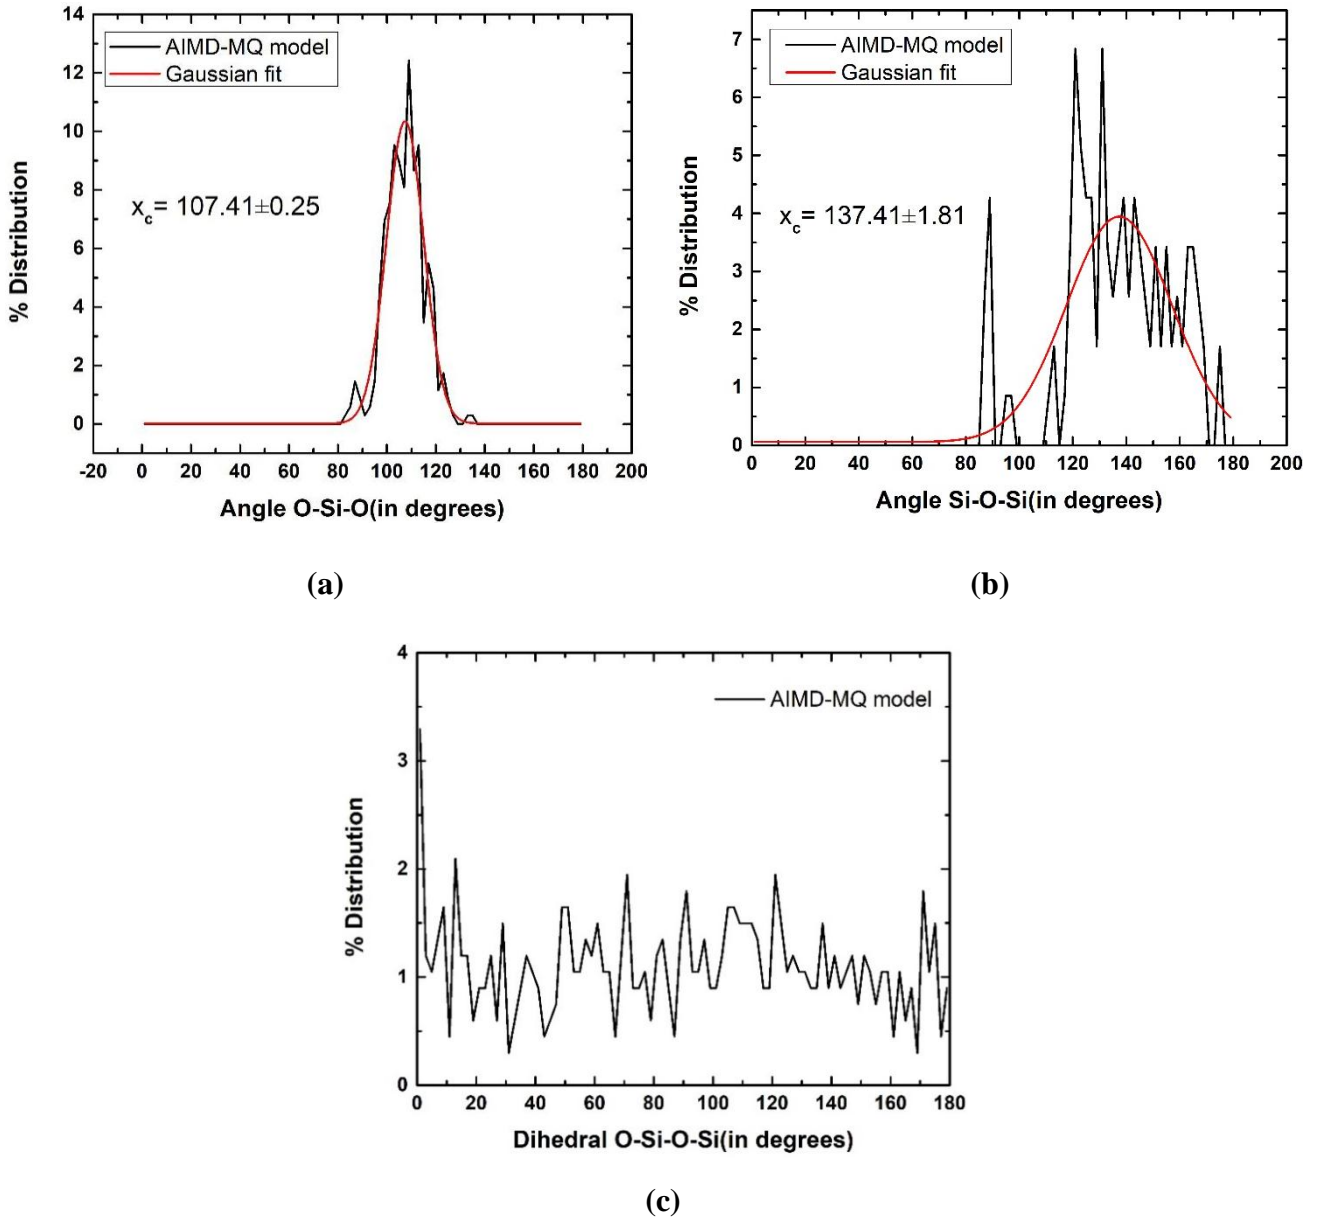 AIMD-MQ model
Gaussian fit
x_c= 107.41±0.25
% Distribution
14
12
10
8
6
4
2
0
-20 0 20 40 60 80 100 120 140 160 180 200
Angle O-Si-O(in degrees)
(a)
AIMD-MQ model
Gaussian fit
x_c= 137.41±1.81
% Distribution
7
6
5
4
3
2
1
0
0 20 40 60 80 100 120 140 160 180 200
Angle Si-O-Si(in degrees)
(b)
AIMD-MQ model
% Distribution
4
3
2
1
0
0 20 40 60 80 100 120 140 160 180
Dihedral O-Si-O-Si(in degrees)
(c)